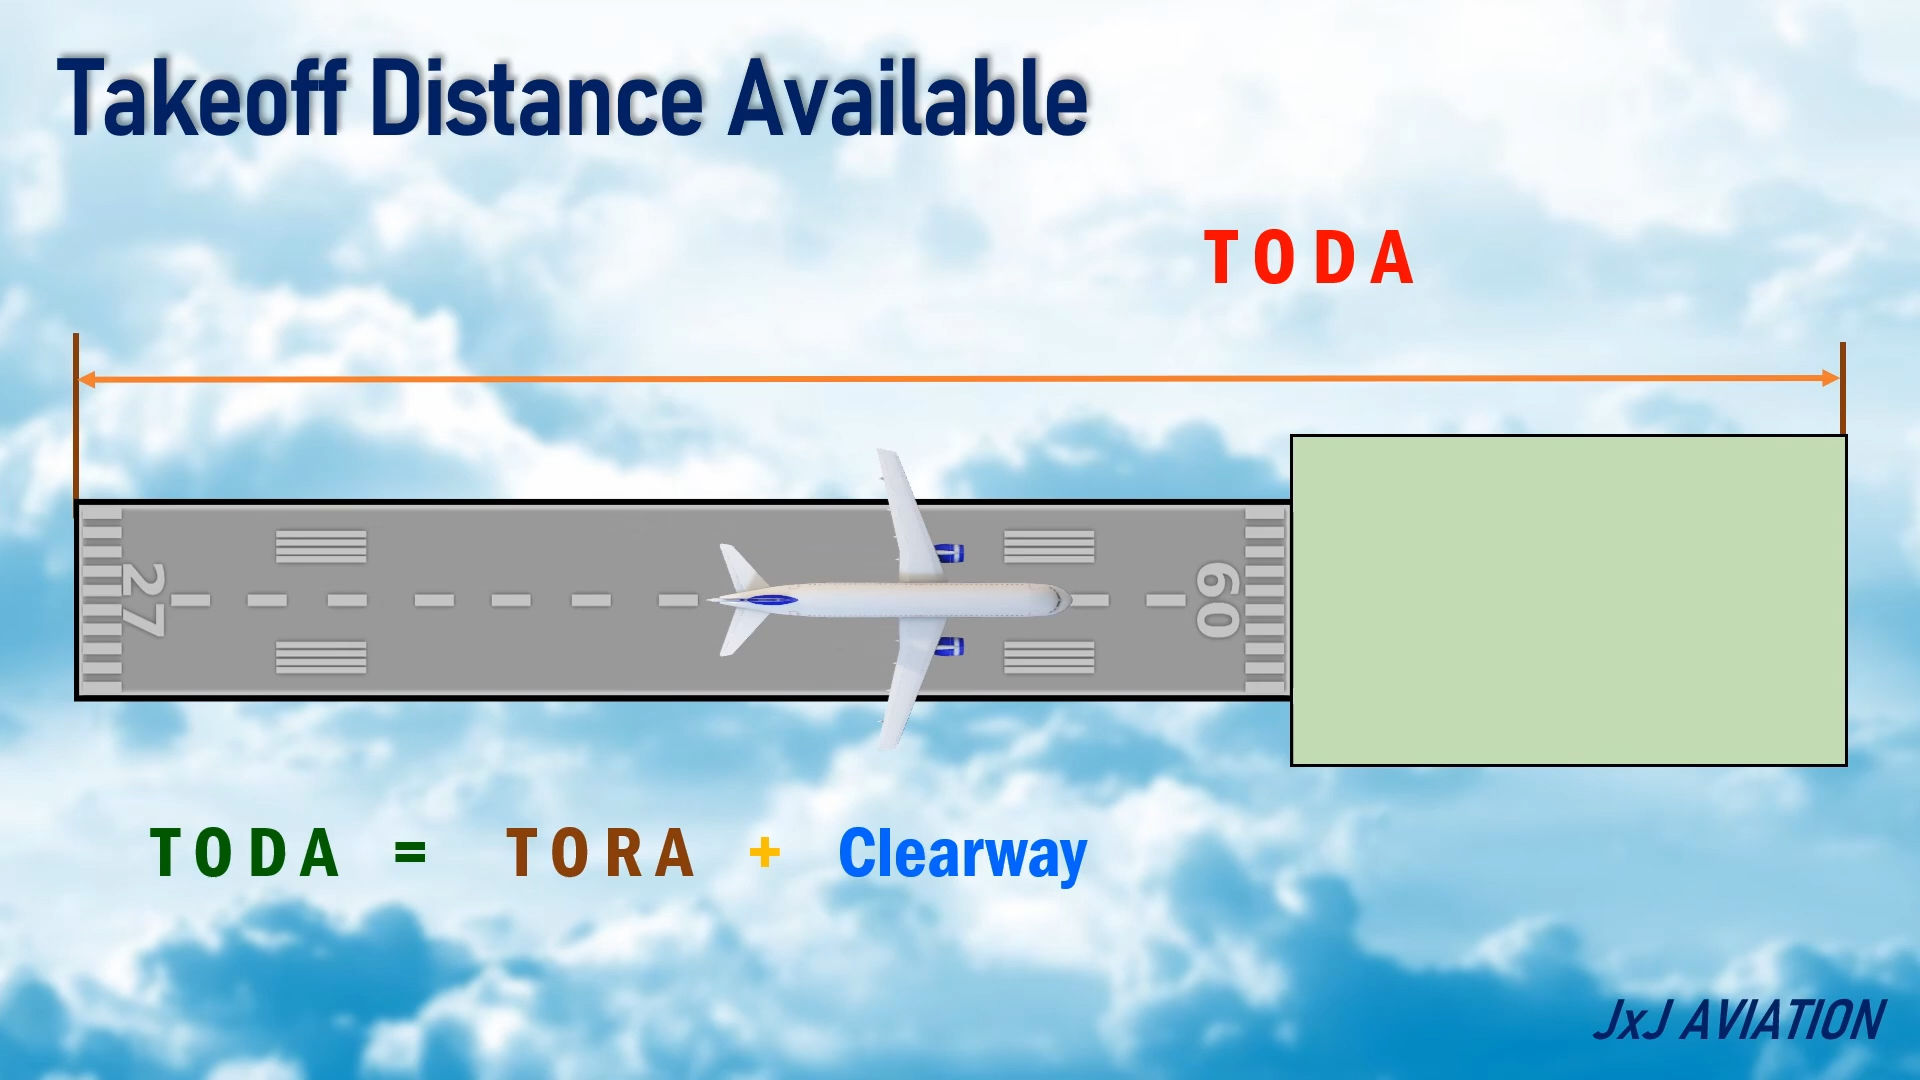 Takeoff Distance Available
TODA
27
09
TODA = TORA + Clearway
JxJ AVIATION